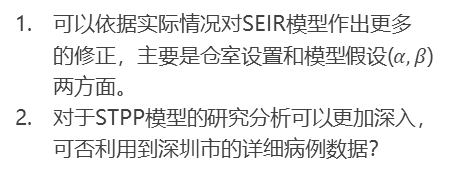 1. 可以依据实际情况对SEIR模型作出更多
的修正，主要是仓室设置和模型假设(𝛼, 𝛽)
两方面。
2. 对于STPP模型的研究分析可以更加深入，
可否利用到深圳市的详细病例数据?